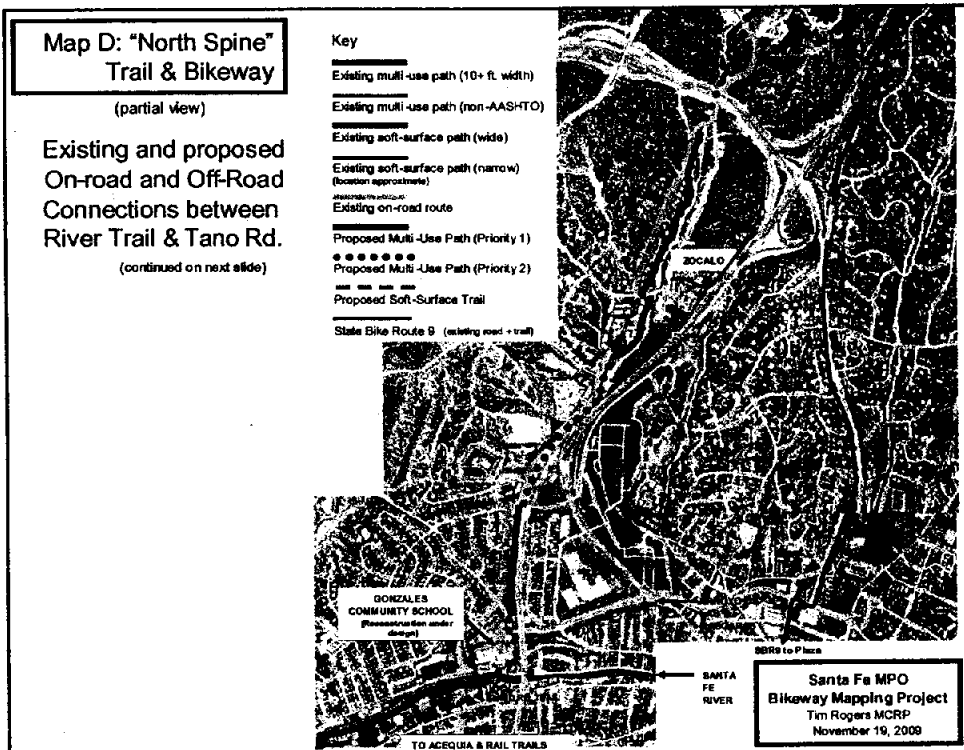 Map D: “North Spine”
Trail & Bikeway
(partial view)
Existing and proposed
On-road and Off-Road
Connections between
River Trail & Tano Rd.
(continued on next slide)
Key
Existing multi-use path (10+ ft. width)
Existing multi-use path (non-AASHTO)
Existing soft-surface path (wide)
Existing soft-surface path (narrow)
(location approximate)
Existing on-road route
Proposed Multi-Use Path (Priority 1)
Proposed Multi-Use Path (Priority 2)
Proposed Soft-Surface Trail
State Bike Route 9 (existing road + trail)
ZOCALO
GONZALES
COMMUNITY SCHOOL
(Reconstruction under
design)
SBR9 to Plaza
SANTA
FE
RIVER
TO ACEQUIA & RAIL TRAILS
Santa Fe MPO
Bikeway Mapping Project
Tim Rogers MCRP
November 19, 2009